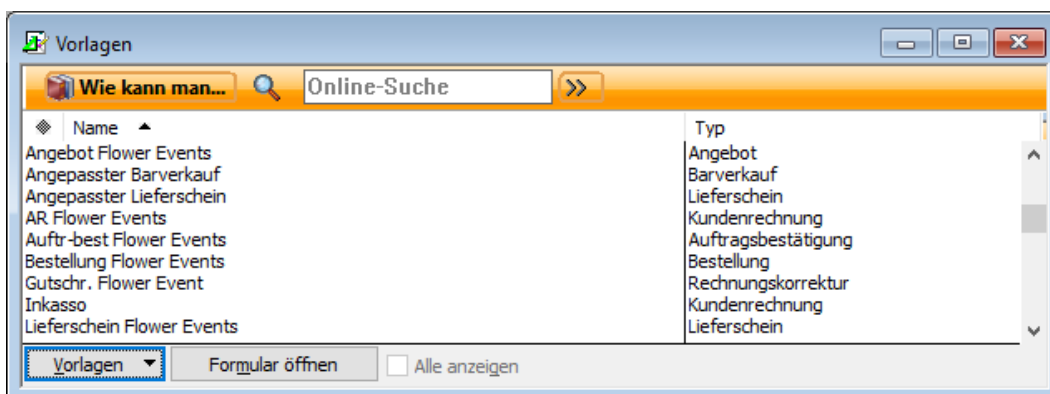 Vorlagen
Wie kann man... Online-Suche
Name Typ
Angebot Flower Events Angebot
Angepasster Barverkauf Barverkauf
Angepasster Lieferschein Lieferschein
AR Flower Events Kundenrechnung
Auftr-best Flower Events Auftragsbestätigung
Bestellung Flower Events Bestellung
Gutschr. Flower Event Rechnungskorrektur
Inkasso Kundenrechnung
Lieferschein Flower Events Lieferschein
Vorlagen Formular öffnen Alle anzeigen